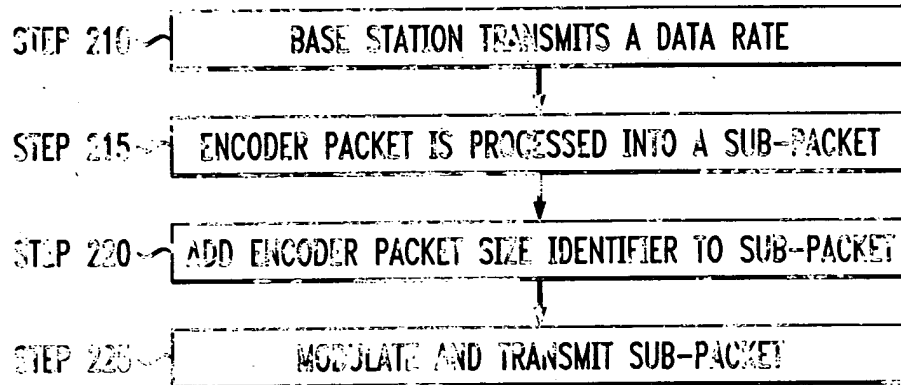 STEP 210 BASE STATION TRANSMITS A DATA RATE
STEP 215 ENCODER PACKET IS PROCESSED INTO A SUB-PACKET
STEP 220 ADD ENCODER PACKET SIZE IDENTIFIER TO SUB-PACKET
STEP 225 MODULATE AND TRANSMIT SUB-PACKET